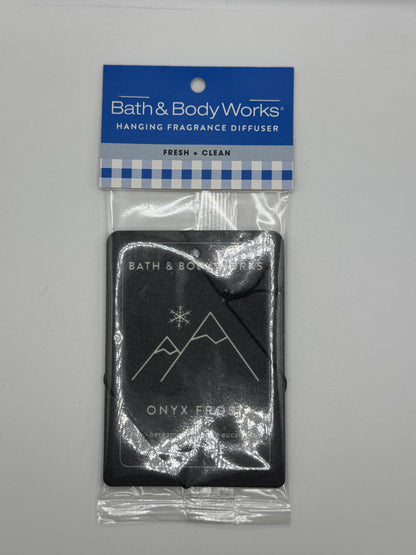 Bath & Body Works®
HANGING FRAGRANCE DIFFUSER
FRESH + CLEAN
BATH & BODY WORKS
ONYX FROST